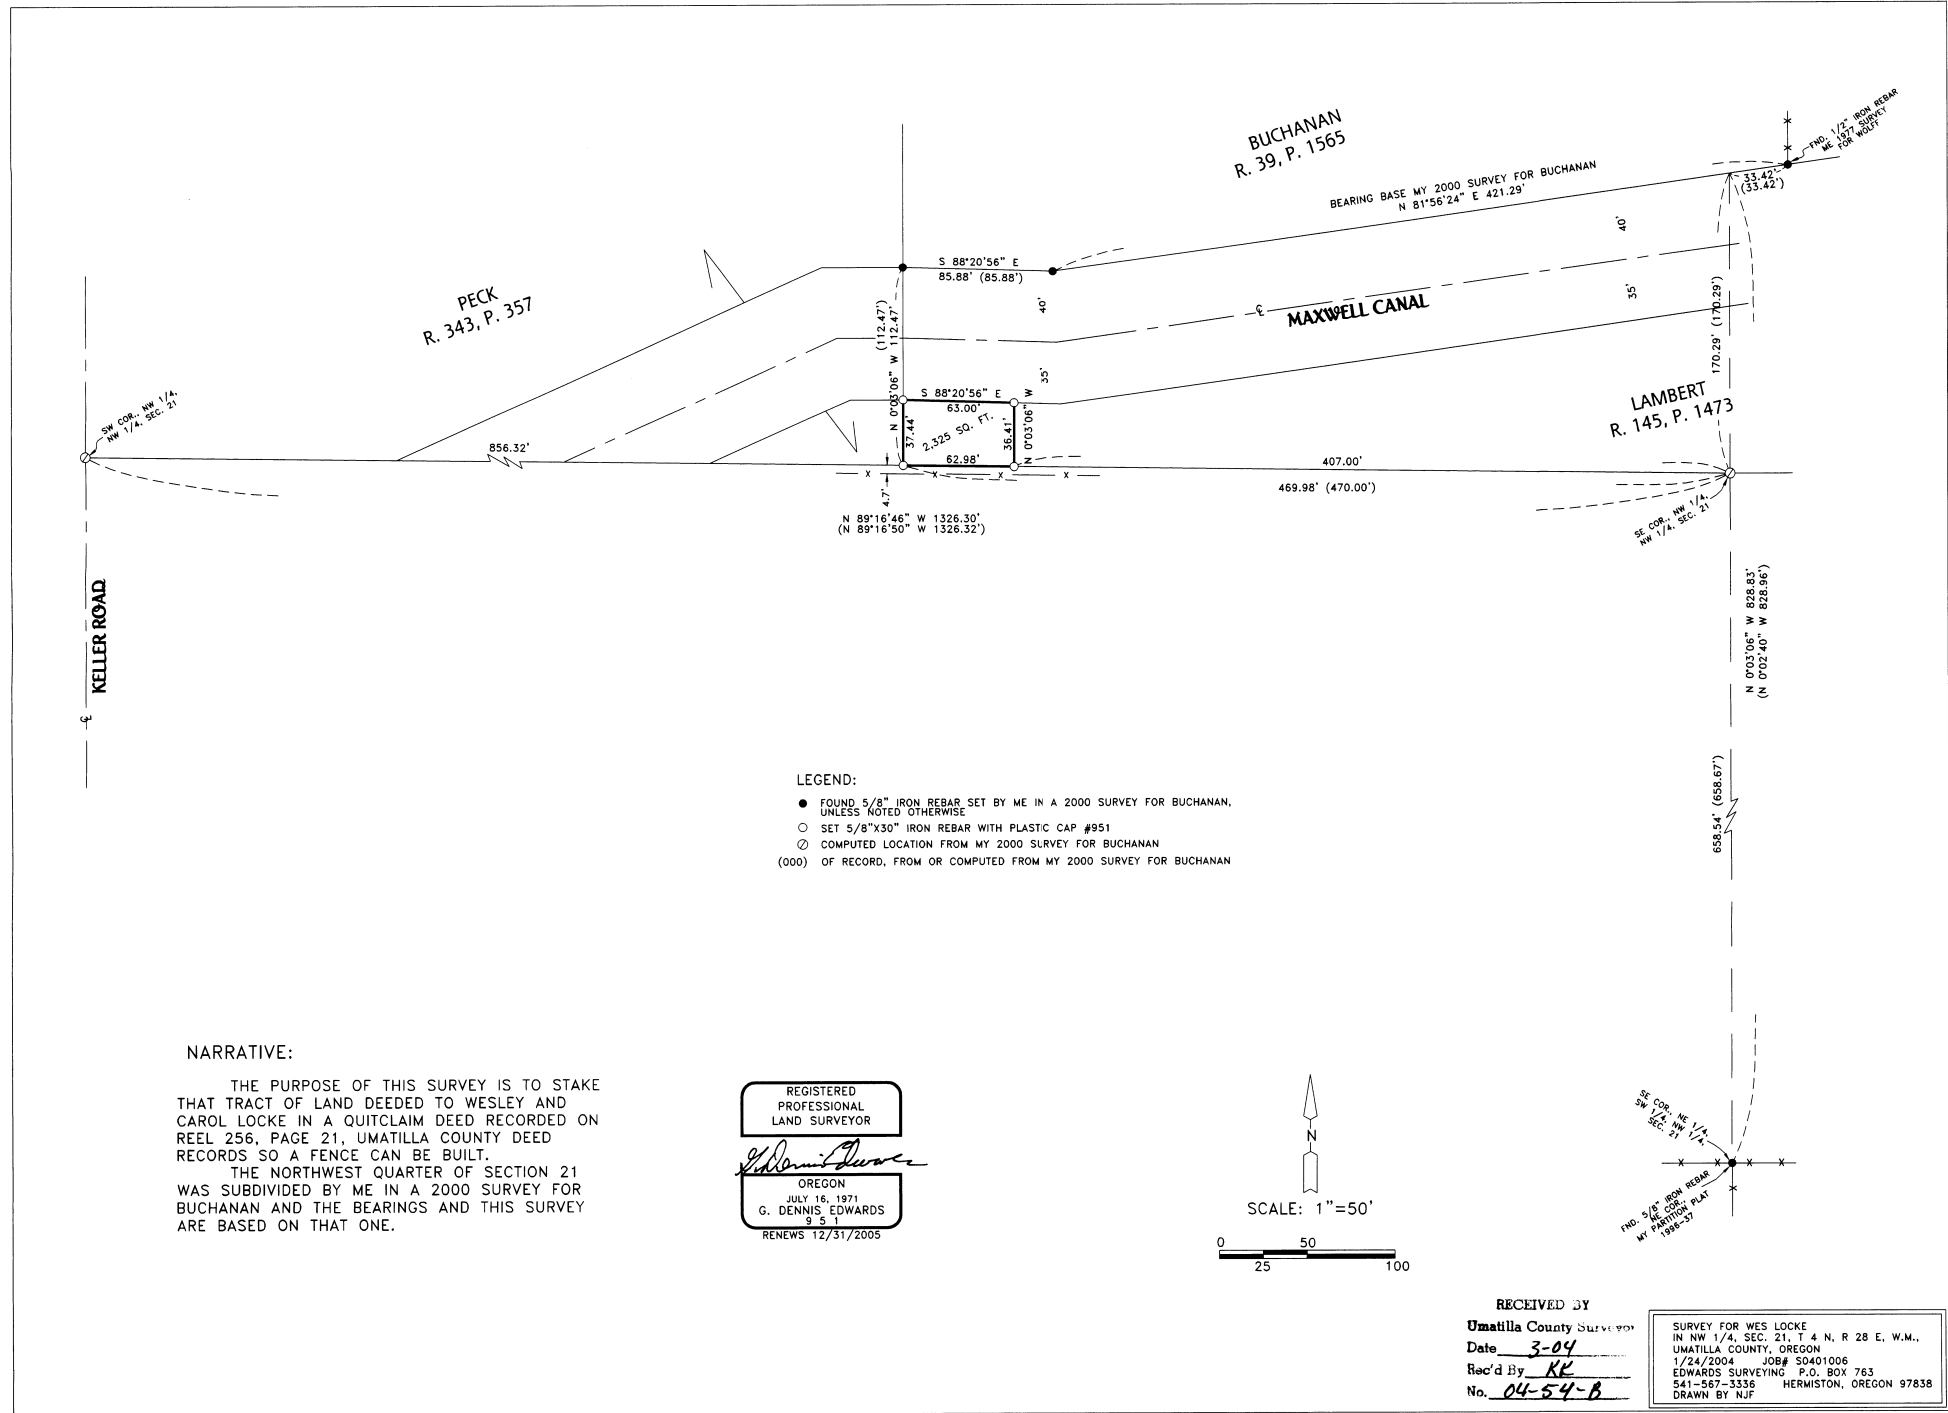 BUCHANAN
R. 39, P. 1565
FND. 1/2" IRON REBAR
ME 1977 SURVEY
FOR WOLFF
33.42'
(33.42')
BEARING BASE MY 2000 SURVEY FOR BUCHANAN
N 81°56'24" E 421.29'
40'
35'
S 88°20'56" E
85.88' (85.88')
PECK
R. 343, P. 357
(112.47')
N 0°03'06" W 112.47'
40'
35'
℄
MAXWELL CANAL
170.29' (170.29')
LAMBERT
R. 145, P. 1473
SW COR., NW 1/4,
NW 1/4, SEC. 21
856.32'
S 88°20'56" E
63.00'
37.44'
2,325 SQ. FT.
36.41'
N 0°03'06" W
62.98'
X X X X
4.7'
407.00'
469.98' (470.00')
N 89°16'46" W 1326.30'
(N 89°16'50" W 1326.32')
SE COR., NW 1/4,
NW 1/4, SEC. 21
KELLER ROAD
℄
N 0°03'06" W 828.83'
(N 0°02'40" W 828.96')
658.54' (658.67')
LEGEND:
FOUND 5/8" IRON REBAR SET BY ME IN A 2000 SURVEY FOR BUCHANAN,
UNLESS NOTED OTHERWISE
SET 5/8"X30" IRON REBAR WITH PLASTIC CAP #951
COMPUTED LOCATION FROM MY 2000 SURVEY FOR BUCHANAN
(000) OF RECORD, FROM OR COMPUTED FROM MY 2000 SURVEY FOR BUCHANAN
NARRATIVE:
THE PURPOSE OF THIS SURVEY IS TO STAKE
THAT TRACT OF LAND DEEDED TO WESLEY AND
CAROL LOCKE IN A QUITCLAIM DEED RECORDED ON
REEL 256, PAGE 21, UMATILLA COUNTY DEED
RECORDS SO A FENCE CAN BE BUILT.
THE NORTHWEST QUARTER OF SECTION 21
WAS SUBDIVIDED BY ME IN A 2000 SURVEY FOR
BUCHANAN AND THE BEARINGS AND THIS SURVEY
ARE BASED ON THAT ONE.
REGISTERED
PROFESSIONAL
LAND SURVEYOR
G. Dennis Edwards
OREGON
JULY 16, 1971
G. DENNIS EDWARDS
9 5 1
RENEWS 12/31/2005
N
SCALE: 1"=50'
0 50
25 100
SE COR., NE 1/4,
SW 1/4, NW 1/4,
SEC. 21
FND. 5/8" IRON REBAR
NE COR.,
MY PARTITION PLAT
1996-37
RECEIVED BY
Umatilla County Surveyor
Date 3-04
Rec'd By KK
No. 04-54-B
SURVEY FOR WES LOCKE
IN NW 1/4, SEC. 21, T 4 N, R 28 E, W.M.,
UMATILLA COUNTY, OREGON
1/24/2004 JOB# S0401006
EDWARDS SURVEYING P.O. BOX 763
541-567-3336 HERMISTON, OREGON 97838
DRAWN BY NJF